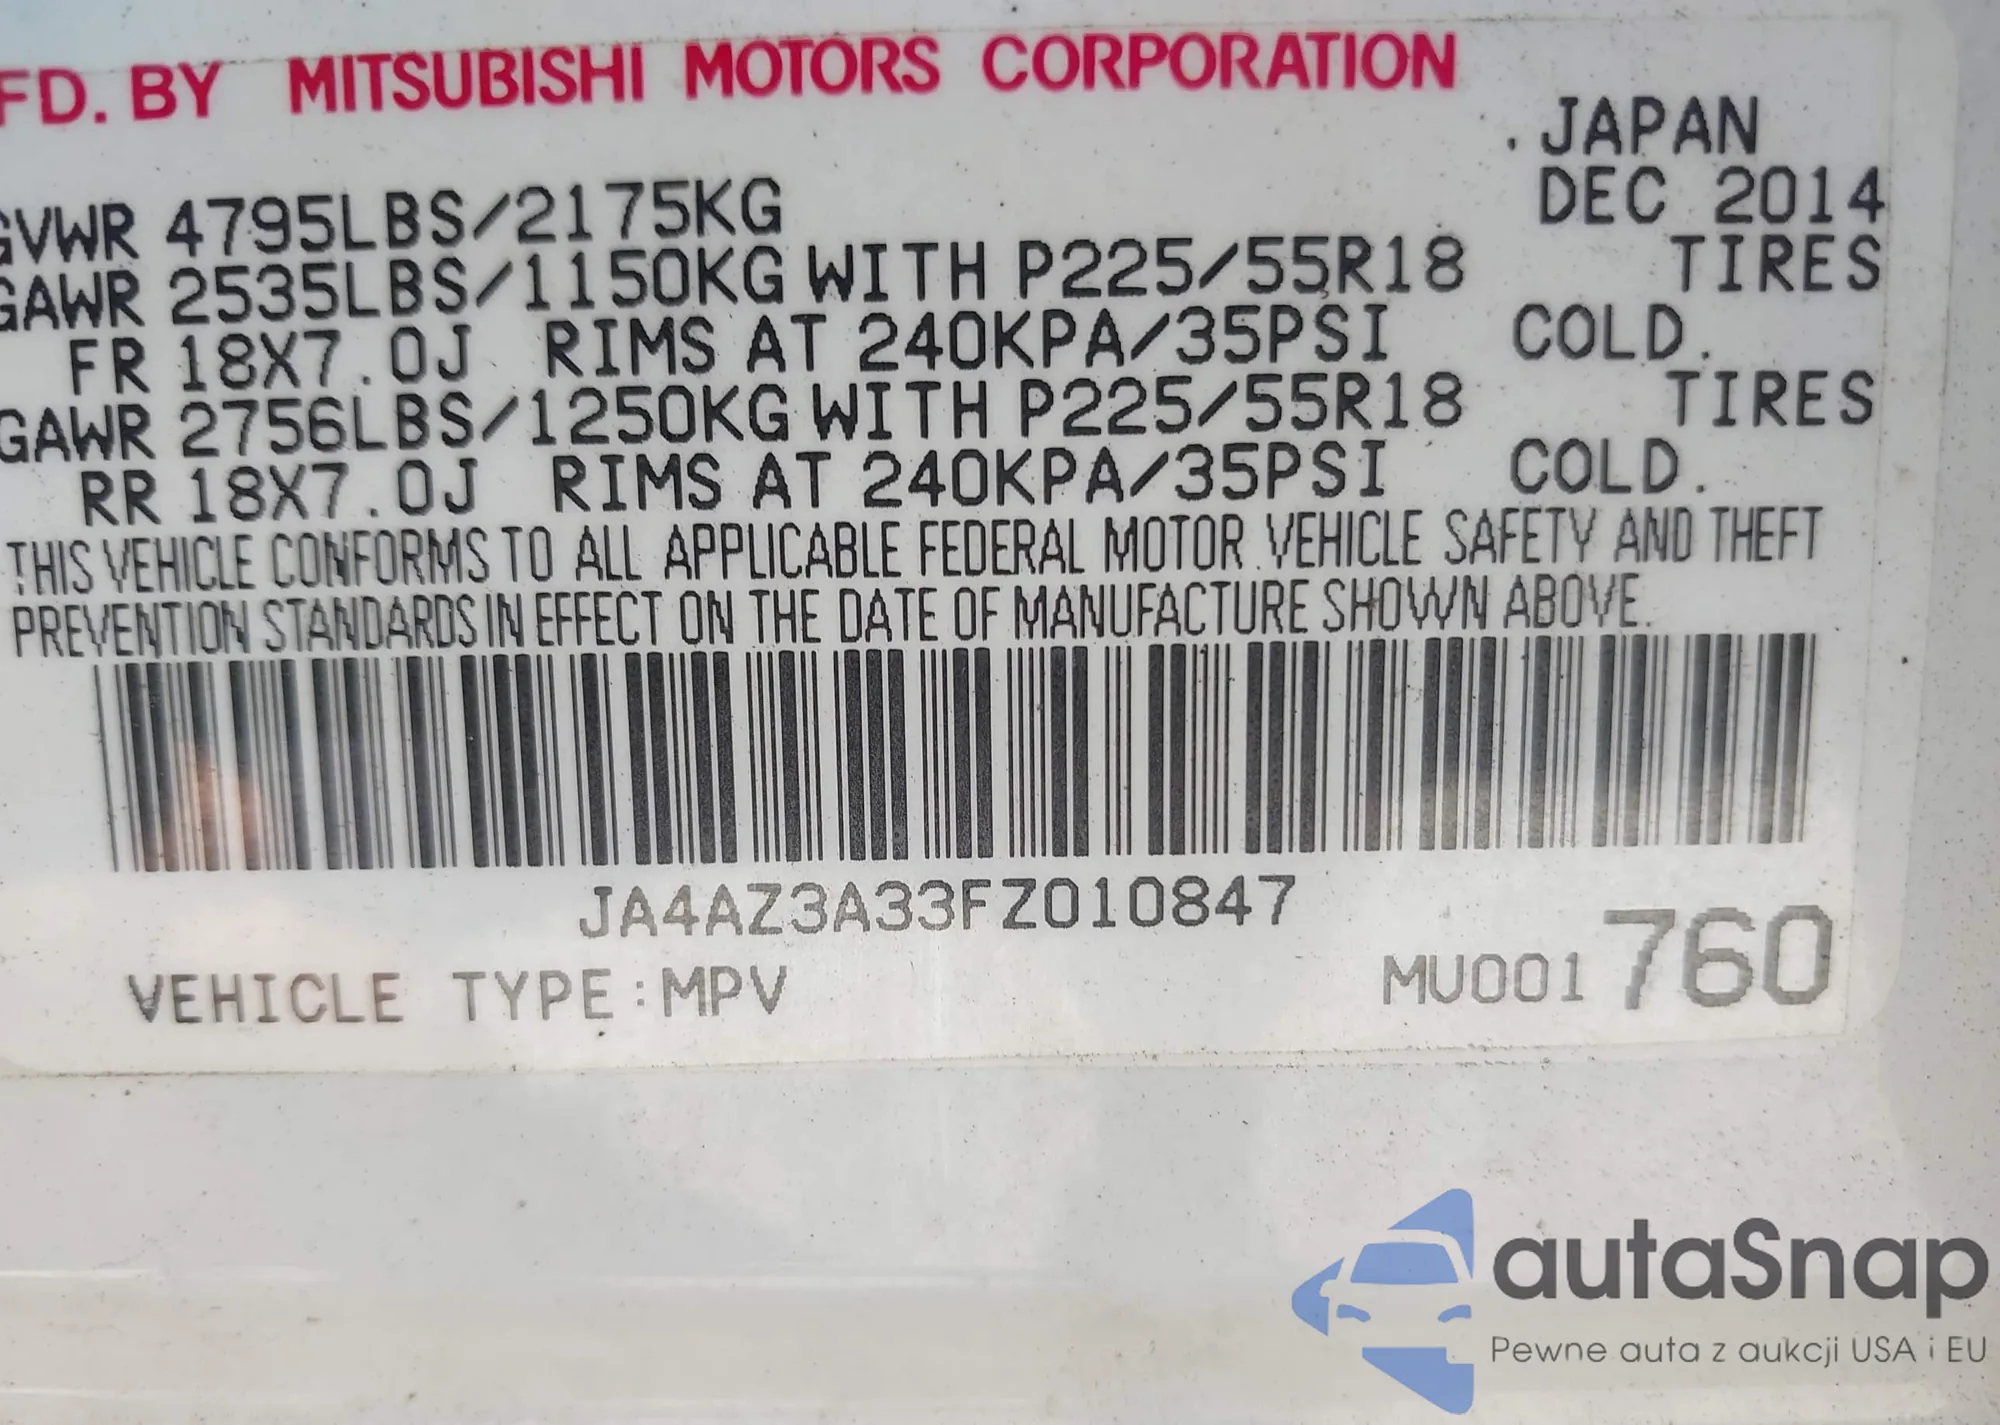 FD. BY MITSUBISHI MOTORS CORPORATION
. JAPAN
GVWR 4795LBS/2175KG DEC 2014
GAWR 2535LBS/1150KG WITH P225/55R18 TIRES
FR 18X7.0J RIMS AT 240KPA/35PSI COLD.
GAWR 2756LBS/1250KG WITH P225/55R18 TIRES
RR 18X7.0J RIMS AT 240KPA/35PSI COLD.
THIS VEHICLE CONFORMS TO ALL APPLICABLE FEDERAL MOTOR VEHICLE SAFETY AND THEFT
PREVENTION STANDARDS IN EFFECT ON THE DATE OF MANUFACTURE SHOWN ABOVE.
JA4AZ3A33FZ010847
VEHICLE TYPE:MPV MU001760
autaSnap
Pewne auta z aukcji USA i EU